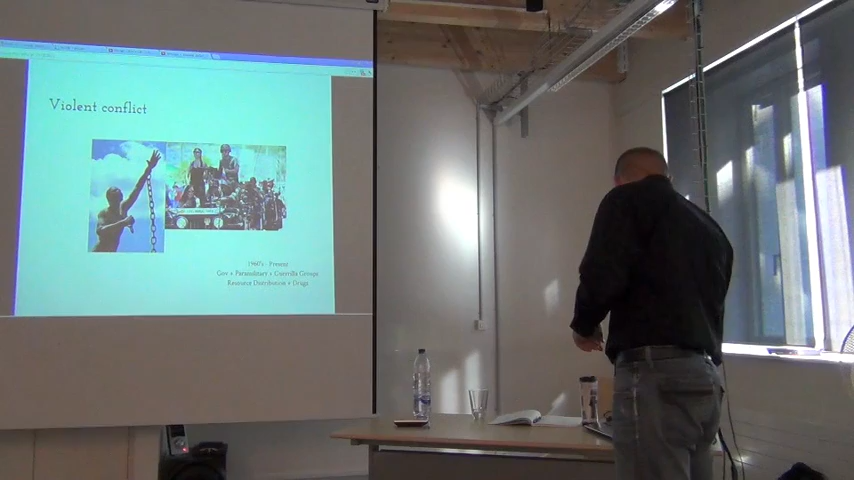 Violent conflict
1960's - Present
Gov + Paramilitary v Guerrilla Groups
Resource Distribution + Drugs